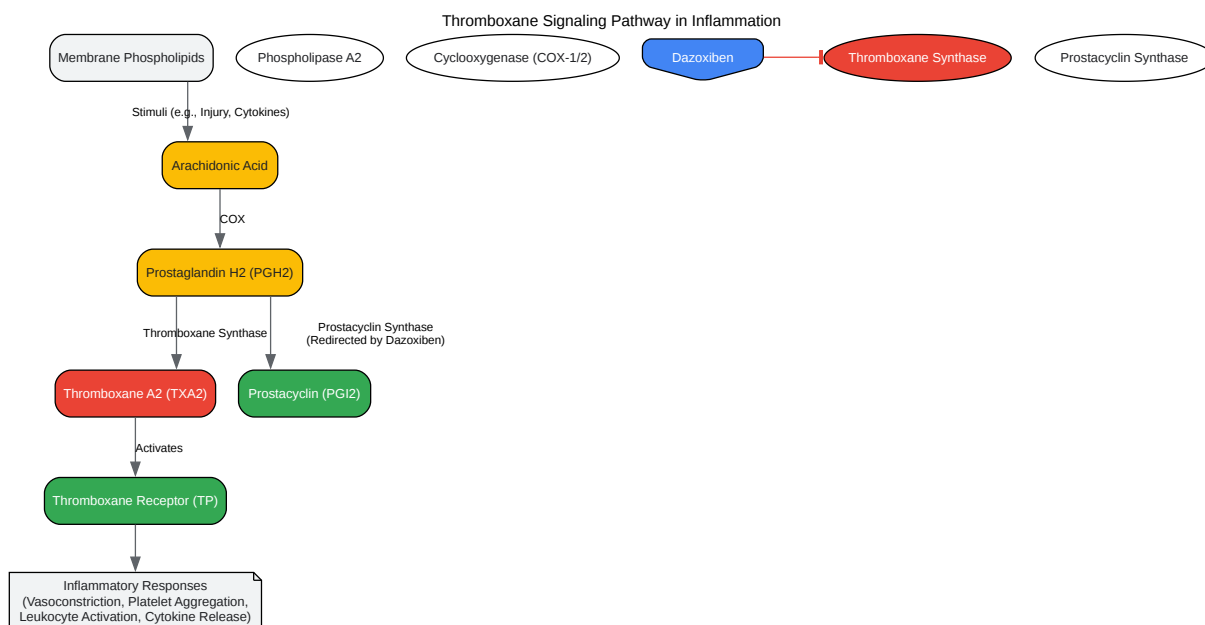 Thromboxane Signaling Pathway in Inflammation
Membrane Phospholipids
Phospholipase A2
Cyclooxygenase (COX-1/2)
Dazoxiben
Thromboxane Synthase
Prostacyclin Synthase
Stimuli (e.g., Injury, Cytokines)
Arachidonic Acid
COX
Prostaglandin H2 (PGH2)
Thromboxane Synthase
Prostacyclin Synthase
(Redirected by Dazoxiben)
Thromboxane A2 (TXA2)
Prostacyclin (PGI2)
Activates
Thromboxane Receptor (TP)
Inflammatory Responses
(Vasoconstriction, Platelet Aggregation,
Leukocyte Activation, Cytokine Release)